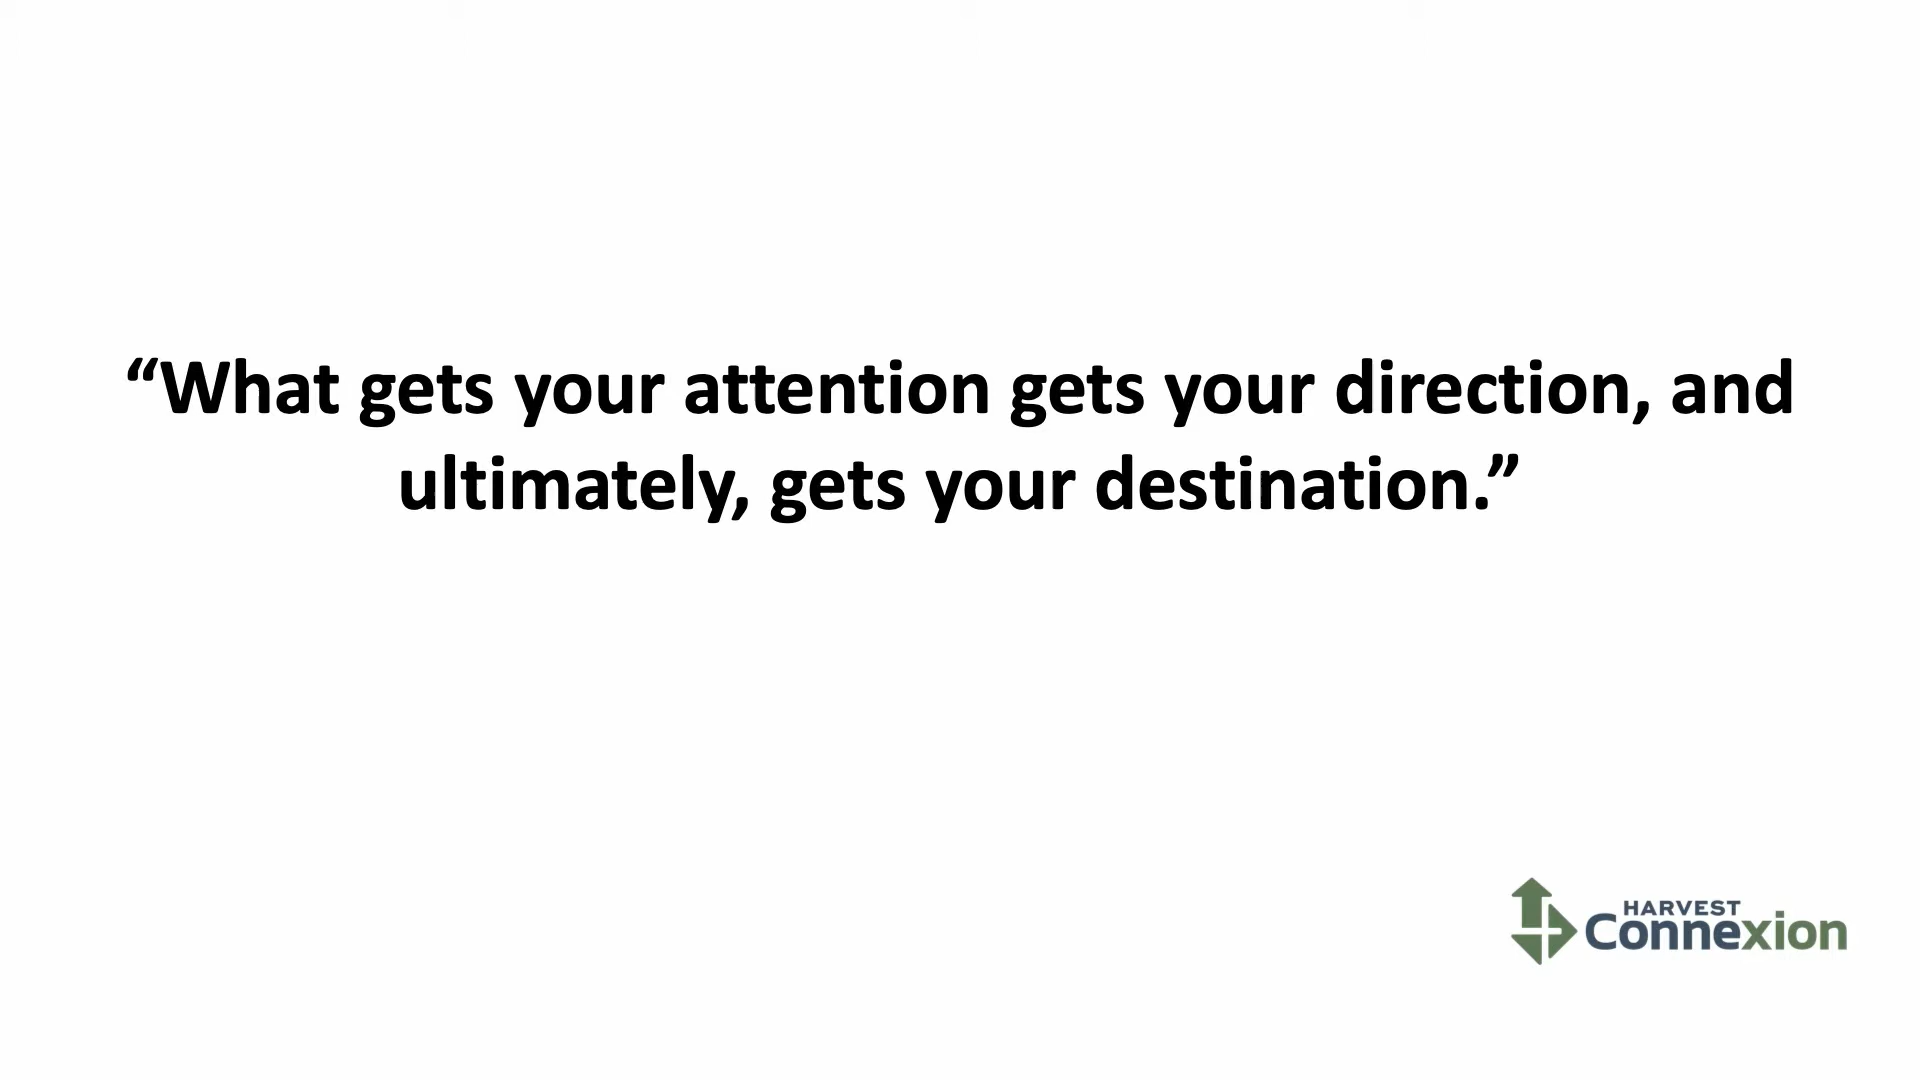 “What gets your attention gets your direction, and
ultimately, gets your destination.”
HARVEST
Connexion